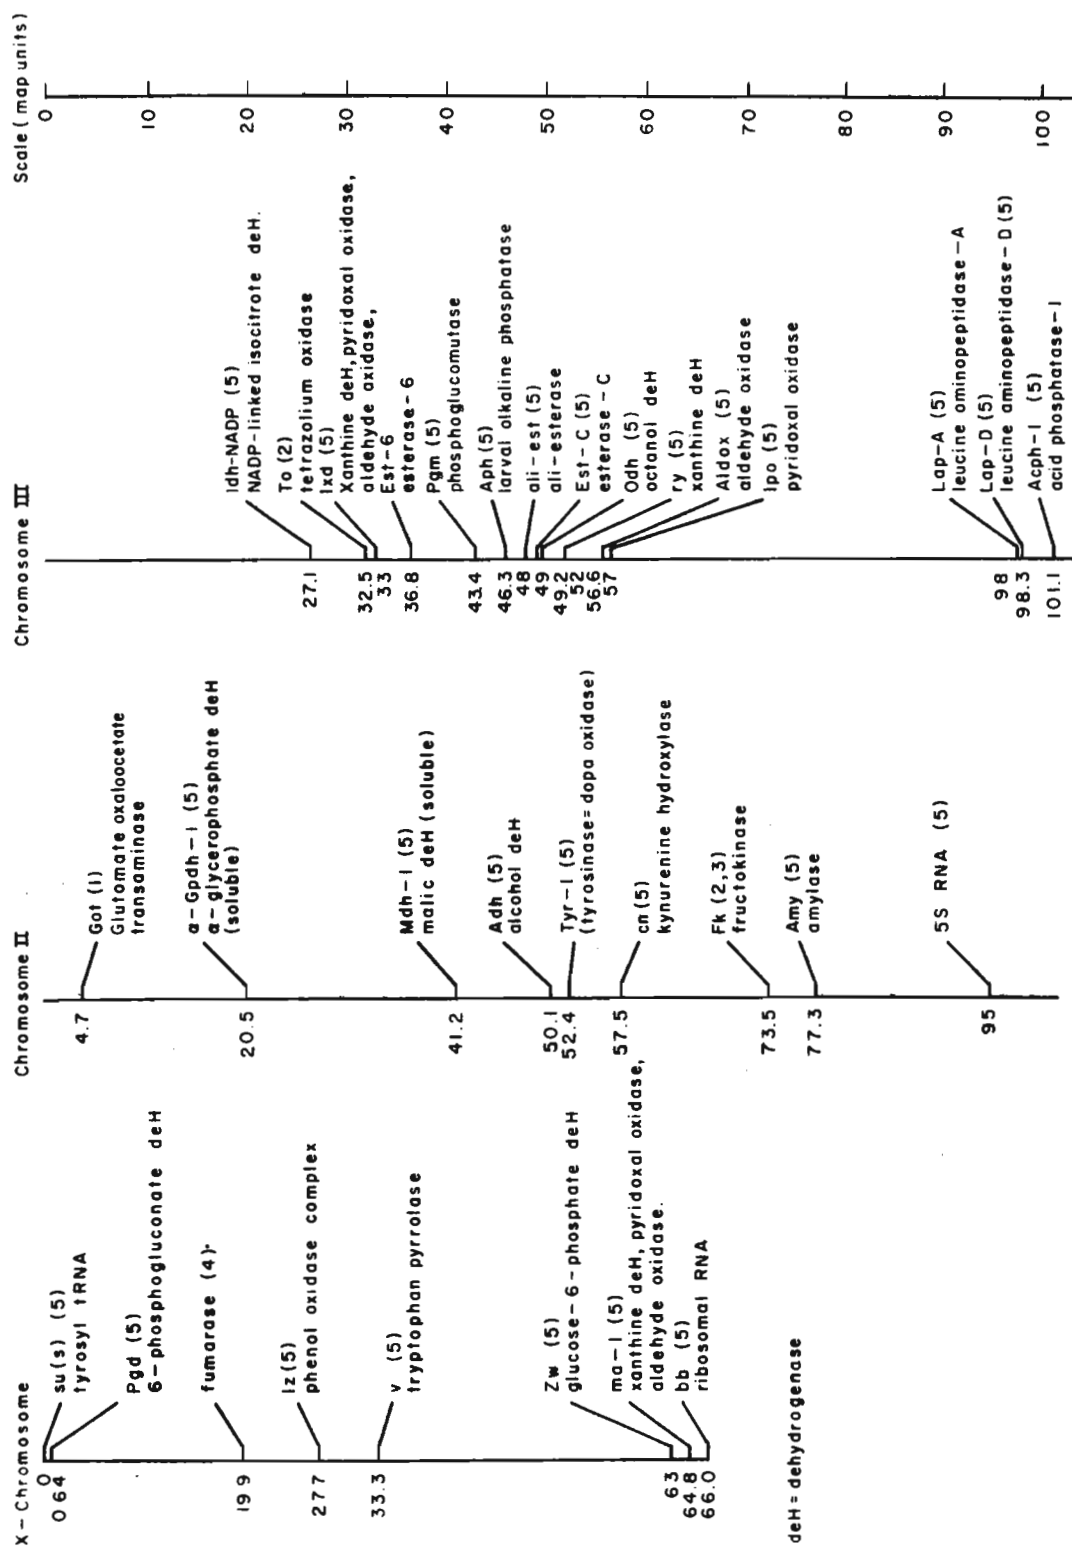 X - Chromosome
0
0 64
19 9
27 7
33.3
63
64.8
66.0
su(s) (5)
tyrosyl tRNA
Pgd (5)
6-phosphogluconate deH
fumarase (4)
lz(5)
phenol oxidase complex
v (5)
tryptophan pyrrolase
Zw (5)
glucose-6-phosphate deH
ma-l (5)
xanthine deH, pyridoxal oxidase,
aldehyde oxidase.
bb (5)
ribosomal RNA
deH = dehydrogenase
Chromosome II
4.7
20.5
41.2
50.1
52.4
57.5
73.5
77.3
95
Got (1)
Glutomate oxaloacetate
transaminase
α-Gpdh-1 (5)
α-glycerophosphate deH
(soluble)
Mdh-1 (5)
malic deH (soluble)
Adh (5)
alcohol deH
Tyr-1 (5)
(tyrosinase=dopa oxidase)
cn(5)
kynurenine hydroxylase
Fk (2,3)
fructokinase
Amy (5)
amylase
5S RNA (5)
Chromosome III
27.1
32.5
33
36.8
43.4
46.3
48
49
49.2
52
56.6
57
98
98.3
101.1
Idh-NADP (5)
NADP-linked isocitrate deH.
To (2)
tetrazolium oxidase
lxd (5)
Xanthine deH, pyridoxal oxidase,
aldehyde oxidase,
Est-6
esterase-6
Pgm (5)
phosphoglucomutase
Aph (5)
larval alkaline phosphatase
ali-est (5)
ali-esterase
Est-C (5)
esterase-C
Odh (5)
octanol deH
ry (5)
xanthine deH
Aldox (5)
aldehyde oxidase
lpo (5)
pyridoxal oxidase
Lap-A (5)
leucine aminopeptidase-A
Lap-D (5)
leucine aminopeptidase-D (5)
Acph-1 (5)
acid phosphatase-1
Scale ( map units)
0
10
20
30
40
50
60
70
80
90
100